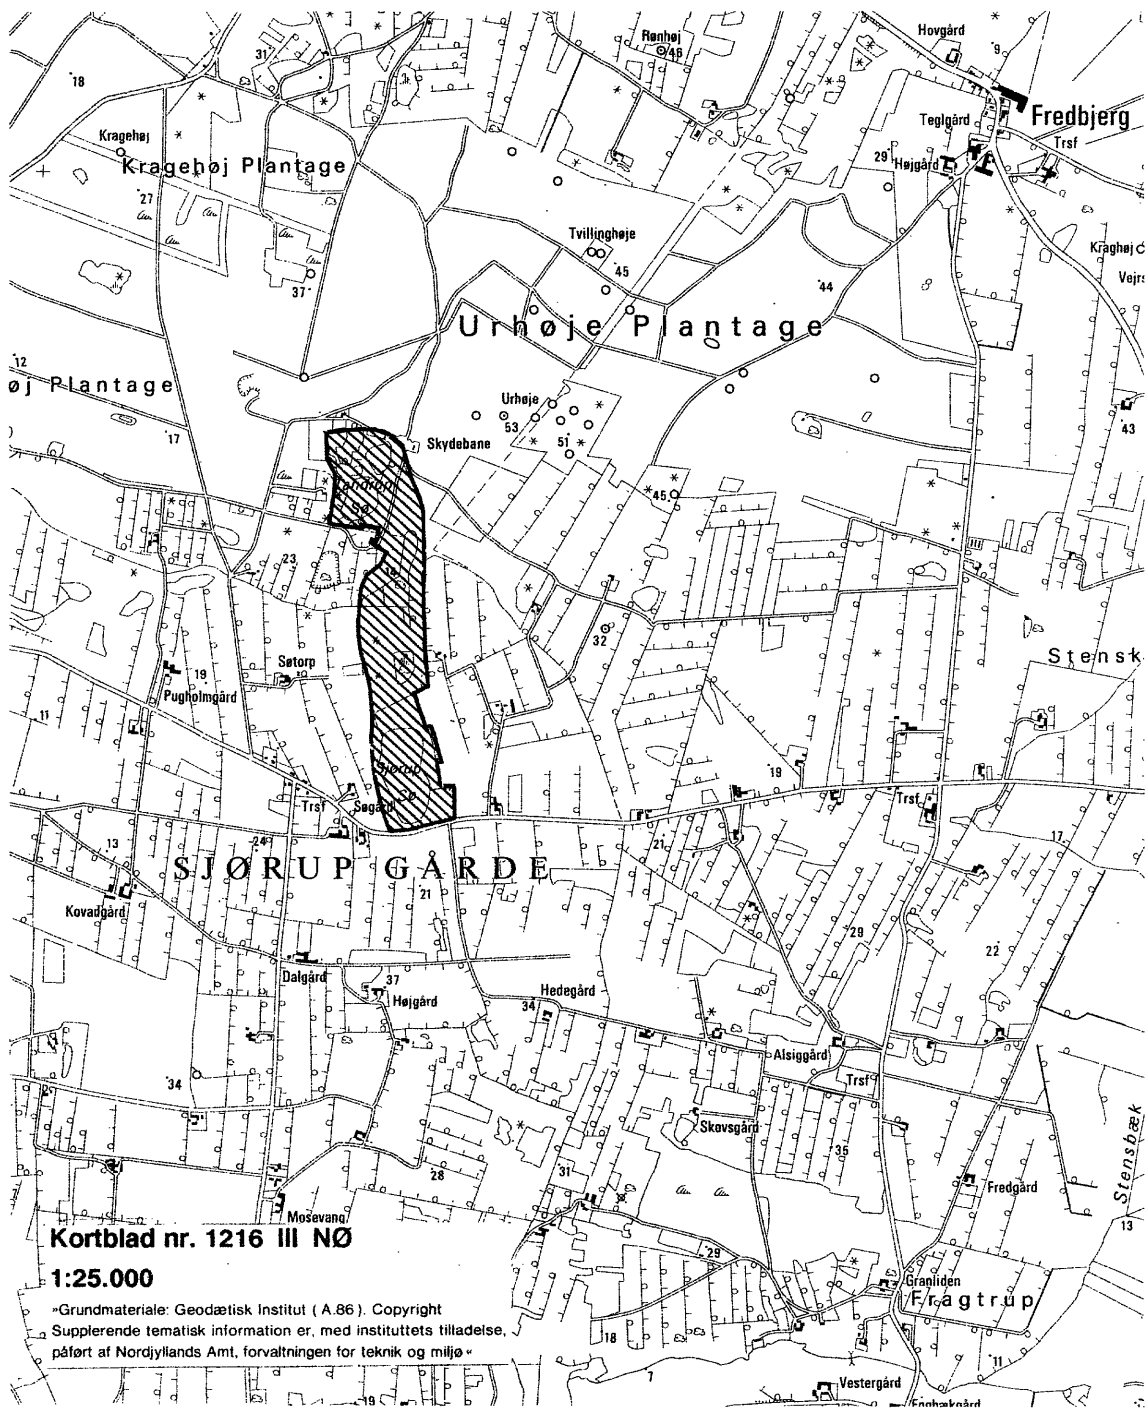 Rønhøj
46
Hovgård
9
31
18
Fredbjerg
Teglgård
Trsf
Kragehøj
29
Højgård
Kragehøj Plantage
27
Tvillinghøje
Kraghøj
45
Vejrs
37
44
Urhøje Plantage
12
øj Plantage
Urhøje
53
51
43
17
Skydebane
45
Sø
23
32
Søtorp
Stensk
19
Pugholmgård
11
Sjørup
Sø
19
Trsf
Søgård
Trsf
13
24
21
17
SJØRUP GÅRDE
21
Kovadgård
29
22
Dalgård
37
Højgård
Hedegård
34
Alsiggård
34
Trsf
Skovsgård
35
Stensbæk
28
31
Fredgård
Mosevang
13
Kortblad nr. 1216 III NØ
1:25.000
29
Granliden
Fragtrup
»Grundmateriale: Geodætisk Institut ( A.86 ). Copyright
Supplerende tematisk information er, med instituttets tilladelse,
påført af Nordjyllands Amt, forvaltningen for teknik og miljø«
18
11
7
Vestergård
19
Engbækgård